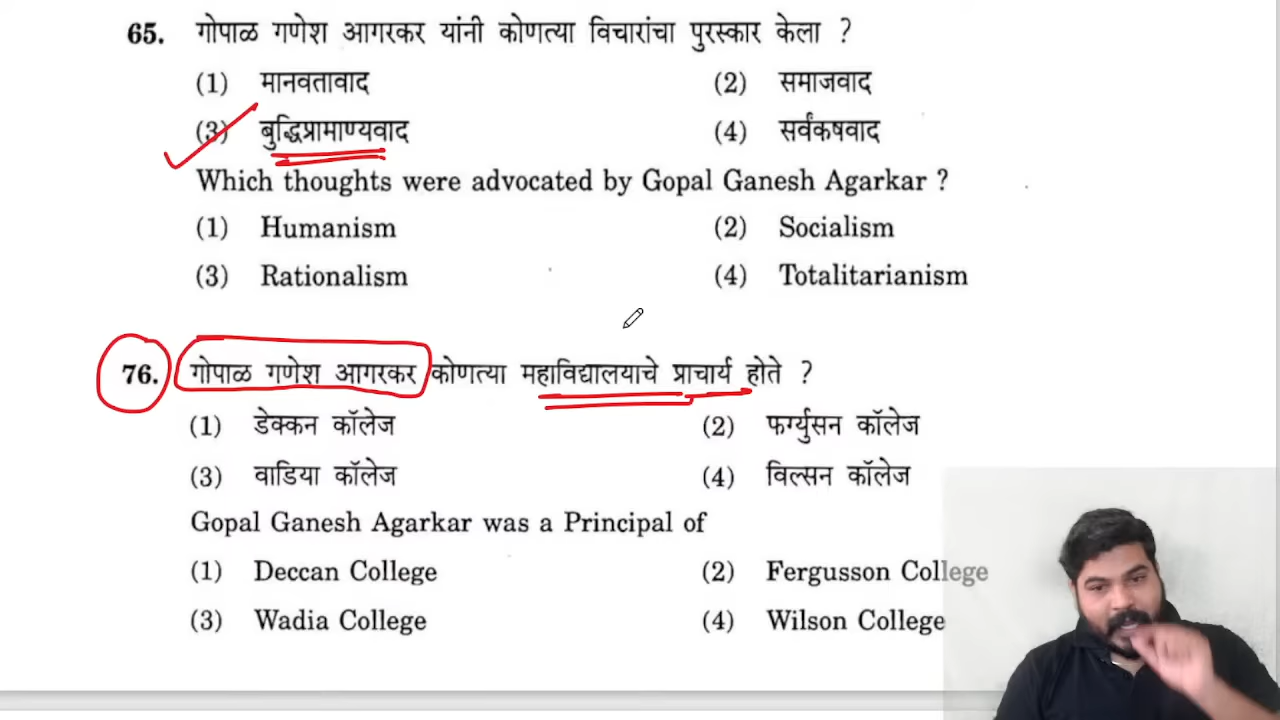 65. गोपाळ गणेश आगरकर यांनी कोणत्या विचारांचा पुरस्कार केला ?
(1) मानवतावाद (2) समाजवाद
(3) बुद्धिप्रामाण्यवाद (4) सर्वंकषवाद
Which thoughts were advocated by Gopal Ganesh Agarkar ?
(1) Humanism (2) Socialism
(3) Rationalism (4) Totalitarianism
76. गोपाळ गणेश आगरकर कोणत्या महाविद्यालयाचे प्राचार्य होते ?
(1) डेक्कन कॉलेज (2) फर्ग्युसन कॉलेज
(3) वाडिया कॉलेज (4) विल्सन कॉलेज
Gopal Ganesh Agarkar was a Principal of
(1) Deccan College (2) Fergusson College
(3) Wadia College (4) Wilson College